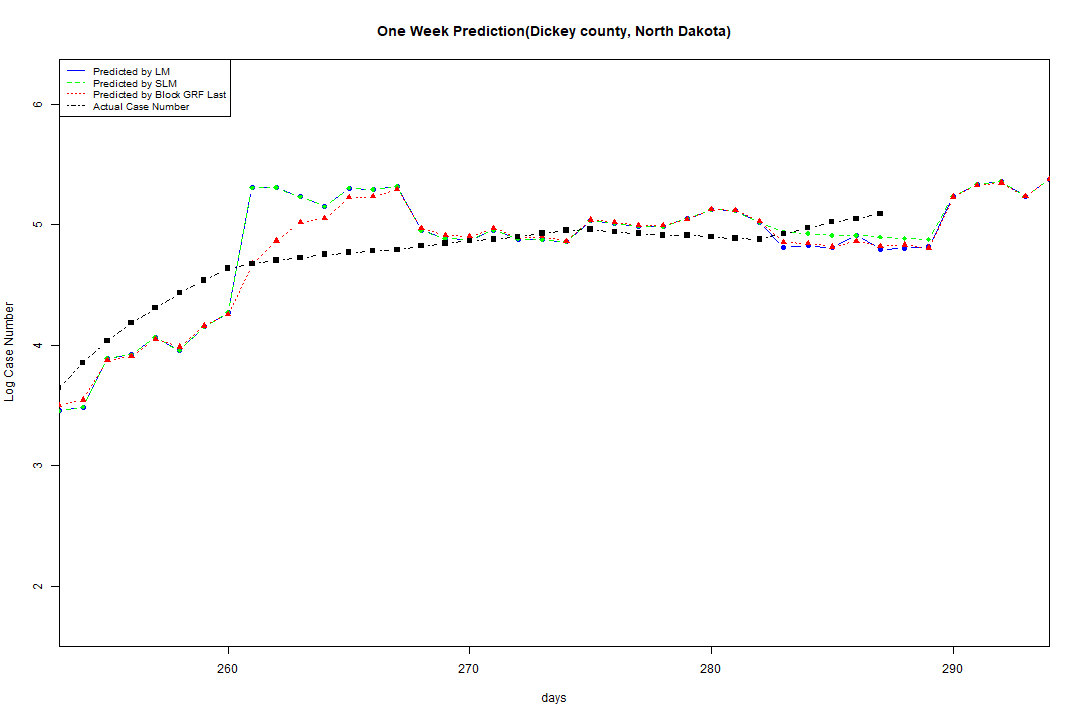 One Week Prediction(Dickey county, North Dakota)
Predicted by LM
Predicted by SLM
Predicted by Block GRF Last
Actual Case Number
6
5
4
3
2
Log Case Number
260 270 280 290
days